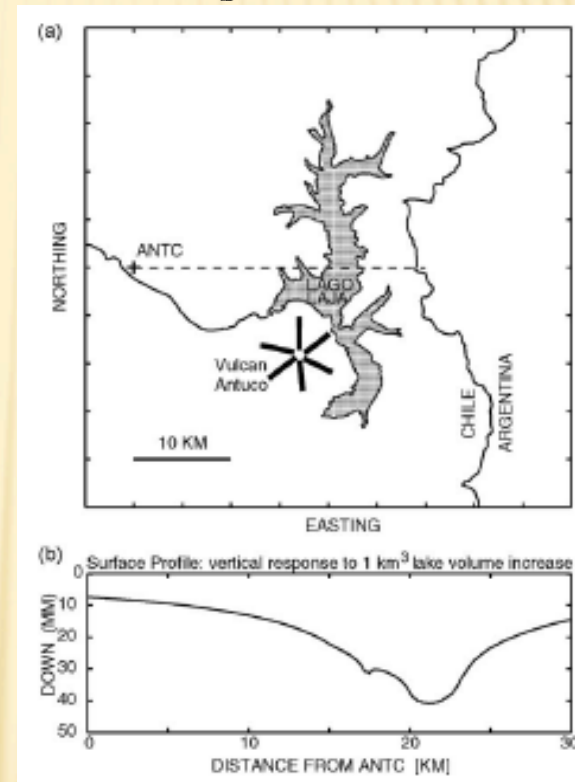 (a)
ANTC
NORTHING
LAGO
LAJA
Vulcan
Antuco
10 KM
CHILE
ARGENTINA
EASTING
(b)
Surface Profile: vertical response to 1 km³ lake volume increase
0
10
20
30
40
50
DOWN (MM)
0
10
20
30
DISTANCE FROM ANTC [KM]